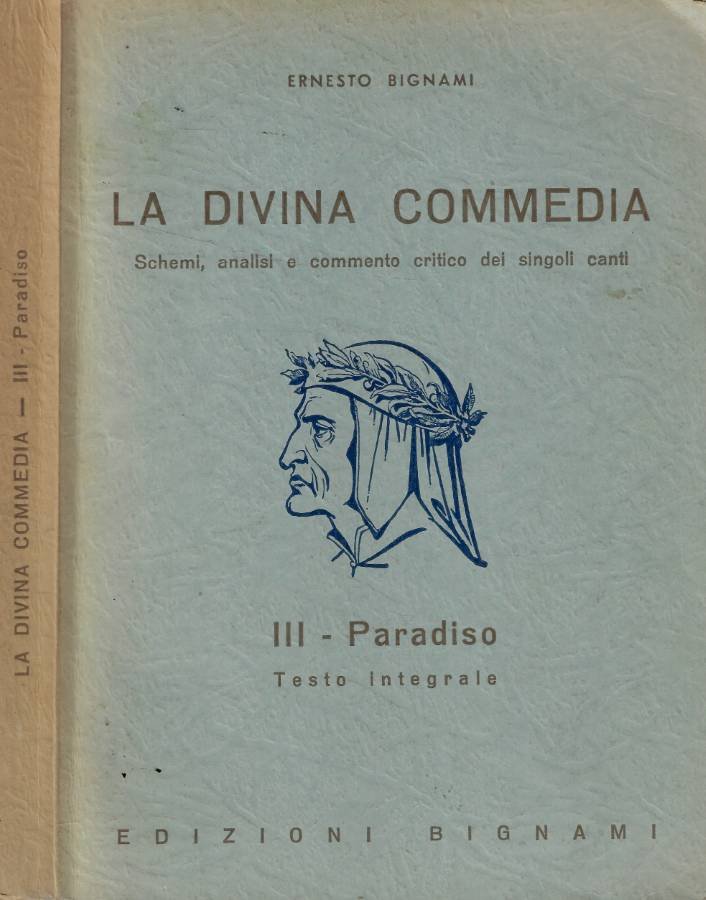 LA DIVINA COMMEDIA — III - Paradiso
ERNESTO BIGNAMI
LA DIVINA COMMEDIA
Schemi, analisi e commento critico dei singoli canti
III - Paradiso
Testo integrale
EDIZIONI BIGNAMI